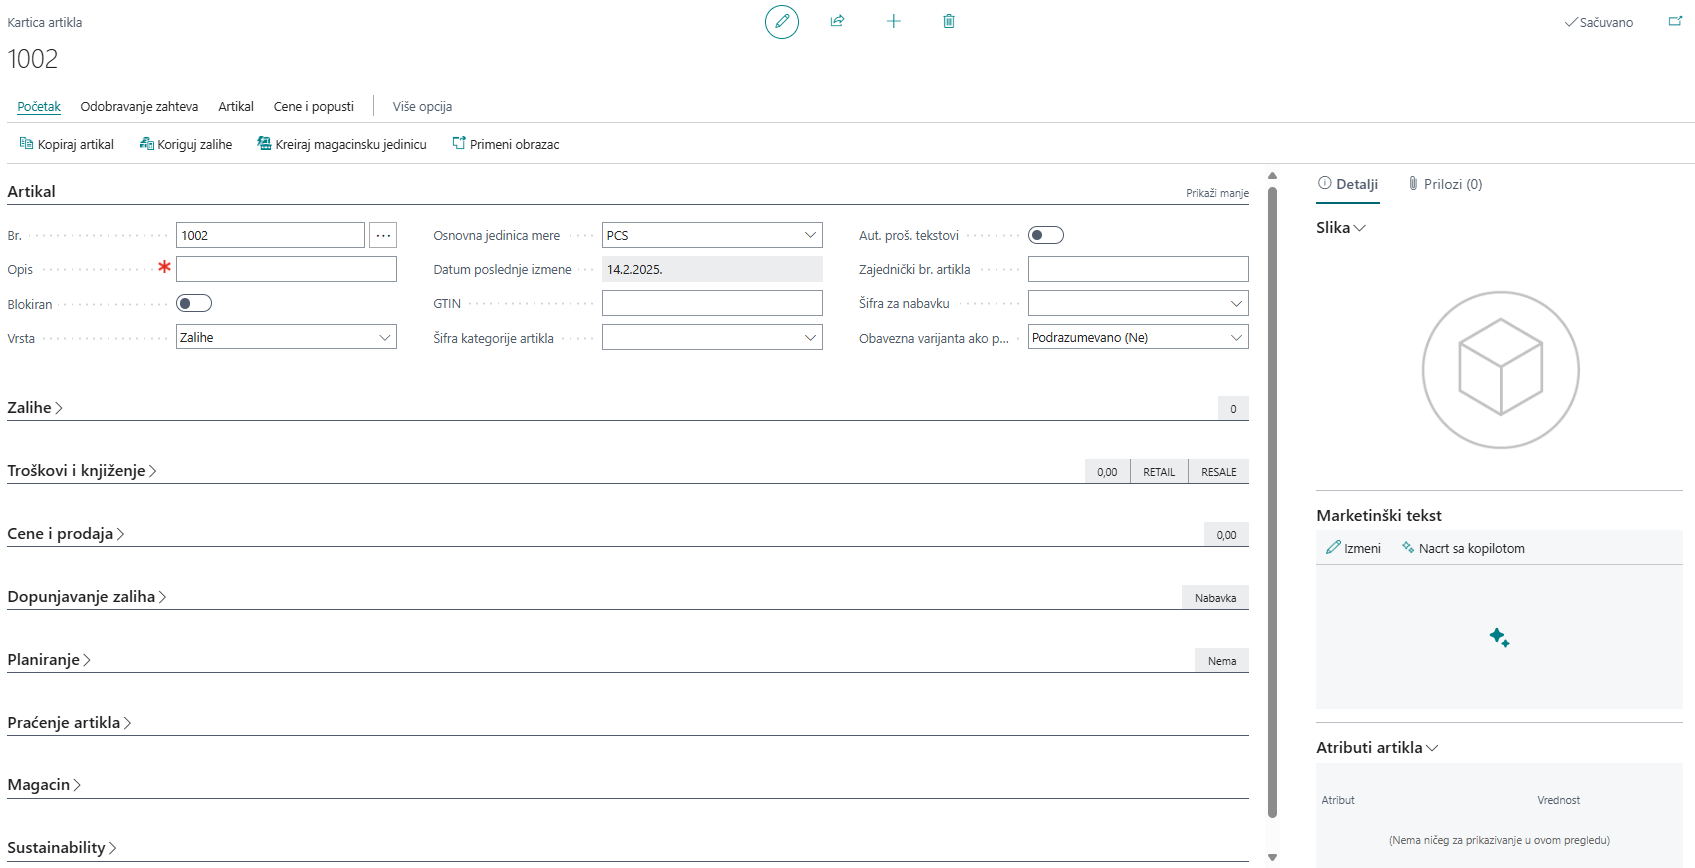 Kartica artikla
Sačuvano
1002
Početak Odobravanje zahteva Artikal Cene i popusti Više opcija
Kopiraj artikal Koriguj zalihe Kreiraj magacinsku jedinicu Primeni obrazac
Artikal
Prikaži manje
Br. 1002 ...
Opis *
Blokiran
Vrsta Zalihe
Osnovna jedinica mere PCS
Datum poslednje izmene 14.2.2025.
GTIN
Šifra kategorije artikla
Aut. proš. tekstovi
Zajednički br. artikla
Šifra za nabavku
Obavezna varijanta ako p... Podrazumevano (Ne)
Zalihe 0
Troškovi i knjiženje 0,00 RETAIL RESALE
Cene i prodaja 0,00
Dopunjavanje zaliha Nabavka
Planiranje Nema
Praćenje artikla
Magacin
Sustainability
Detalji Prilozi (0)
Slika
Marketinški tekst
Izmeni Nacrt sa kopilotom
Atributi artikla
Atribut Vrednost
(Nema ničeg za prikazivanje u ovom pregledu)